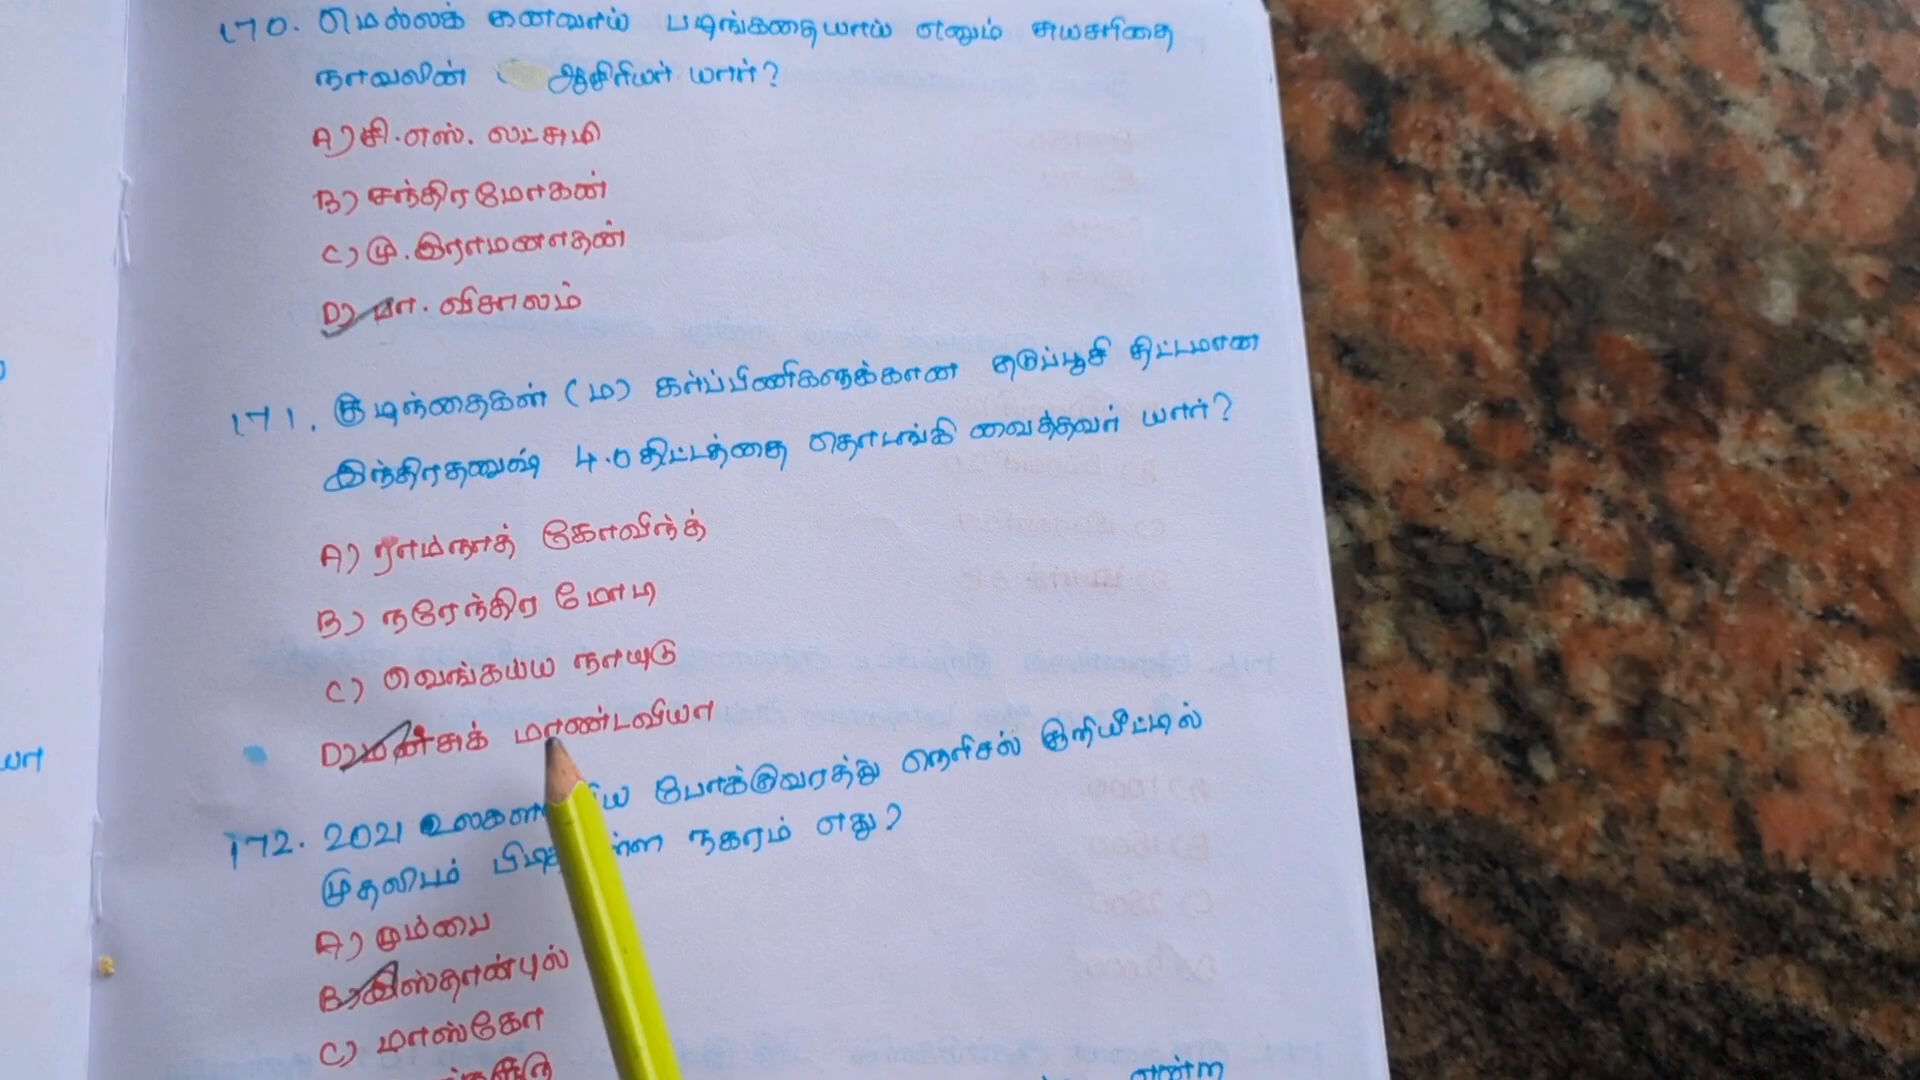 170. மெல்லக் கனவாய் பழங்கதையாய் எனும் சுயசரிதை
நாவலின் ஆசிரியர் யார்?
A) சி.எஸ். லட்சுமி
B) சந்திரமோகன்
C) மு.இராமனாதன்
D) பா. விசாலம்
171. குழந்தைகள் (ம) கர்ப்பிணிகளுக்கான தடுப்பூசி திட்டமான
இந்திரதனுஷ் 4.0 திட்டத்தை தொடங்கி வைத்தவர் யார்?
A) ராம்நாத் கோவிந்த்
B) நரேந்திர மோடி
C) வெங்கய்ய நாயுடு
D) மன்சுக் மாண்டவியா
172. 2021 போக்குவரத்து நெரிசல் குறியீட்டில்
முதலிடம் நகரம் எது?
A) மும்பை
B) இஸ்தான்புல்
C) மாஸ்கோ
என்ற